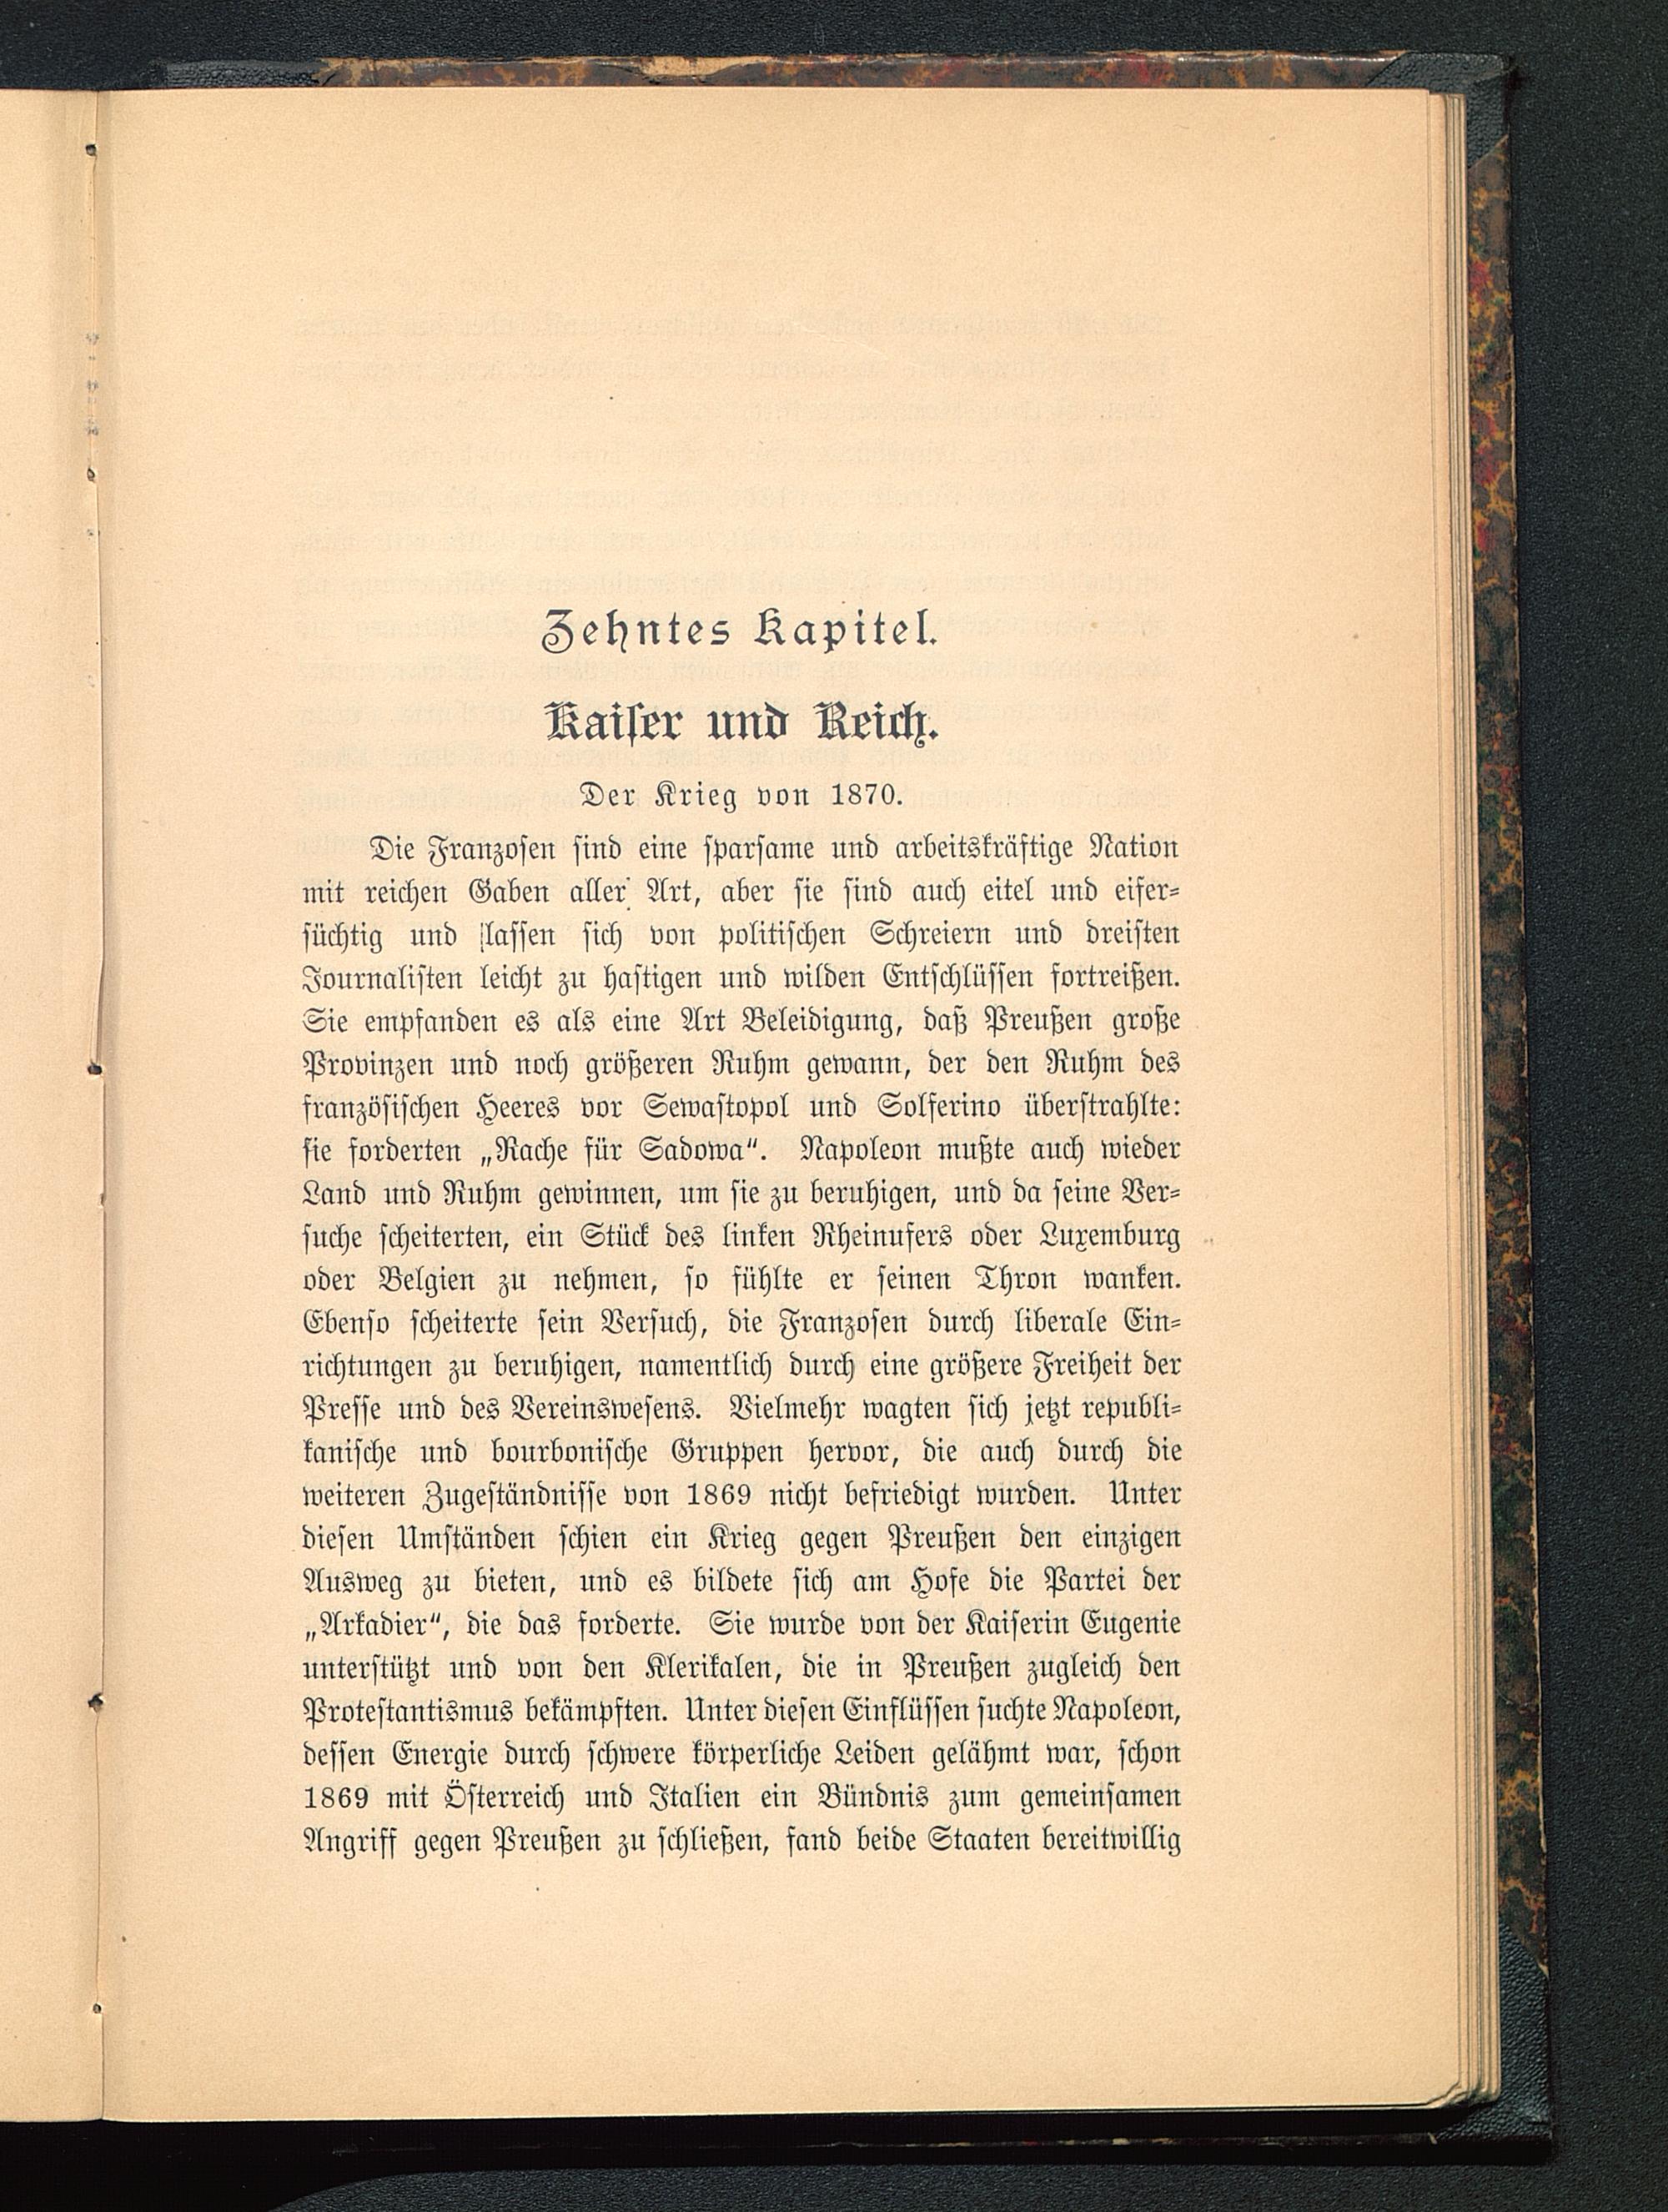 Zehntes Kapitel.
Kaiser und Reich.
Der Krieg von 1870.
Die Franzosen sind eine sparsame und arbeitskräftige Nation
mit reichen Gaben aller Art, aber sie sind auch eitel und eifer-
süchtig und lassen sich von politischen Schreiern und dreisten
Journalisten leicht zu hastigen und wilden Entschlüssen fortreißen.
Sie empfanden es als eine Art Beleidigung, daß Preußen große
Provinzen und noch größeren Ruhm gewann, der den Ruhm des
französischen Heeres vor Sewastopol und Solferino überstrahlte:
sie forderten „Rache für Sadowa“. Napoleon mußte auch wieder
Land und Ruhm gewinnen, um sie zu beruhigen, und da seine Ver-
suche scheiterten, ein Stück des linken Rheinufers oder Luxemburg
oder Belgien zu nehmen, so fühlte er seinen Thron wanken.
Ebenso scheiterte sein Versuch, die Franzosen durch liberale Ein-
richtungen zu beruhigen, namentlich durch eine größere Freiheit der
Presse und des Vereinswesens. Vielmehr wagten sich jetzt republi-
kanische und bourbonische Gruppen hervor, die auch durch die
weiteren Zugeständnisse von 1869 nicht befriedigt wurden. Unter
diesen Umständen schien ein Krieg gegen Preußen den einzigen
Ausweg zu bieten, und es bildete sich am Hofe die Partei der
„Arkadier“, die das forderte. Sie wurde von der Kaiserin Eugenie
unterstützt und von den Klerikalen, die in Preußen zugleich den
Protestantismus bekämpften. Unter diesen Einflüssen suchte Napoleon,
dessen Energie durch schwere körperliche Leiden gelähmt war, schon
1869 mit Österreich und Italien ein Bündnis zum gemeinsamen
Angriff gegen Preußen zu schließen, fand beide Staaten bereitwillig